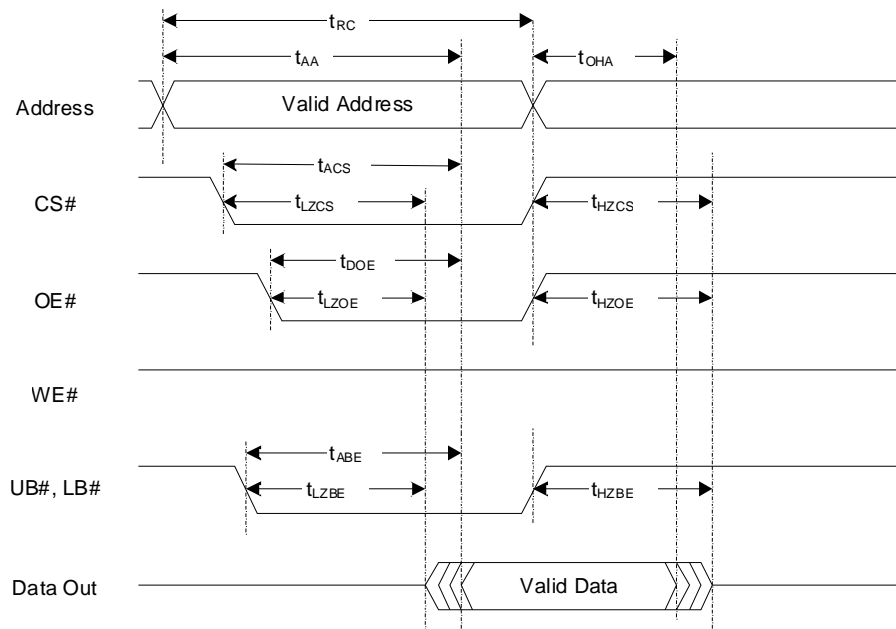 tRC
tAA
tOHA
Address
Valid Address
tACS
CS#
tLZCS
tHZCS
tDOE
OE#
tLZOE
tHZOE
WE#
tABE
UB#, LB#
tLZBE
tHZBE
Data Out
Valid Data